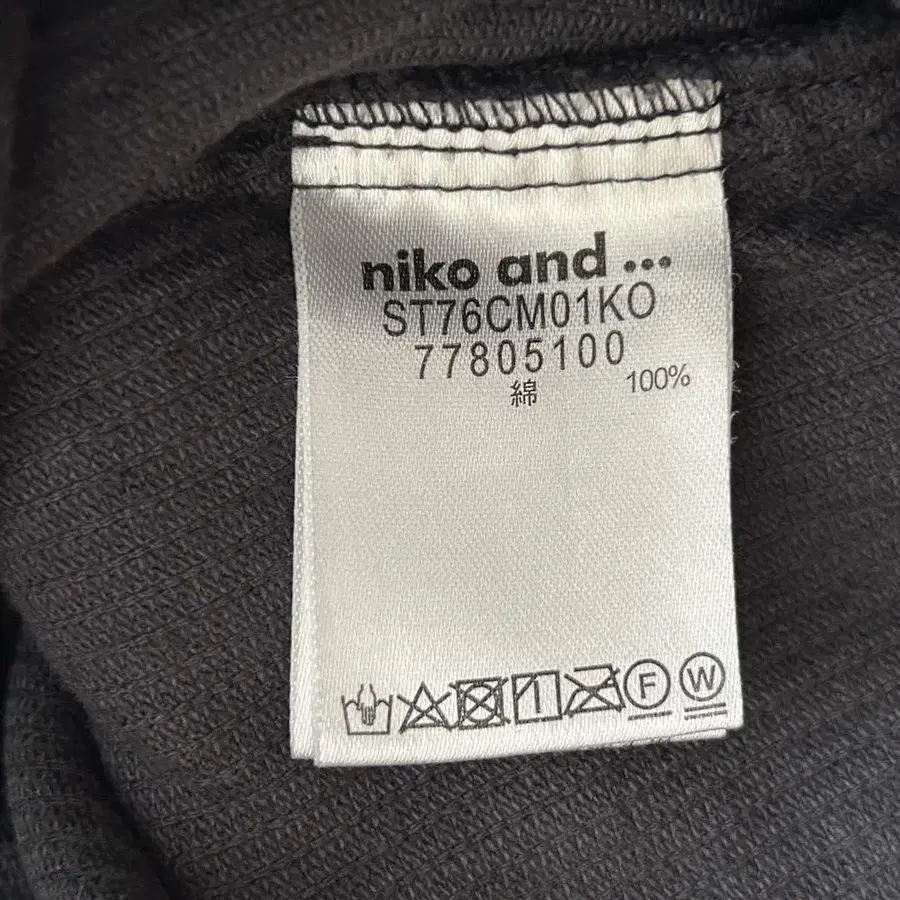 niko and ...
ST76CM01KO
77805100
綿 100%
F W